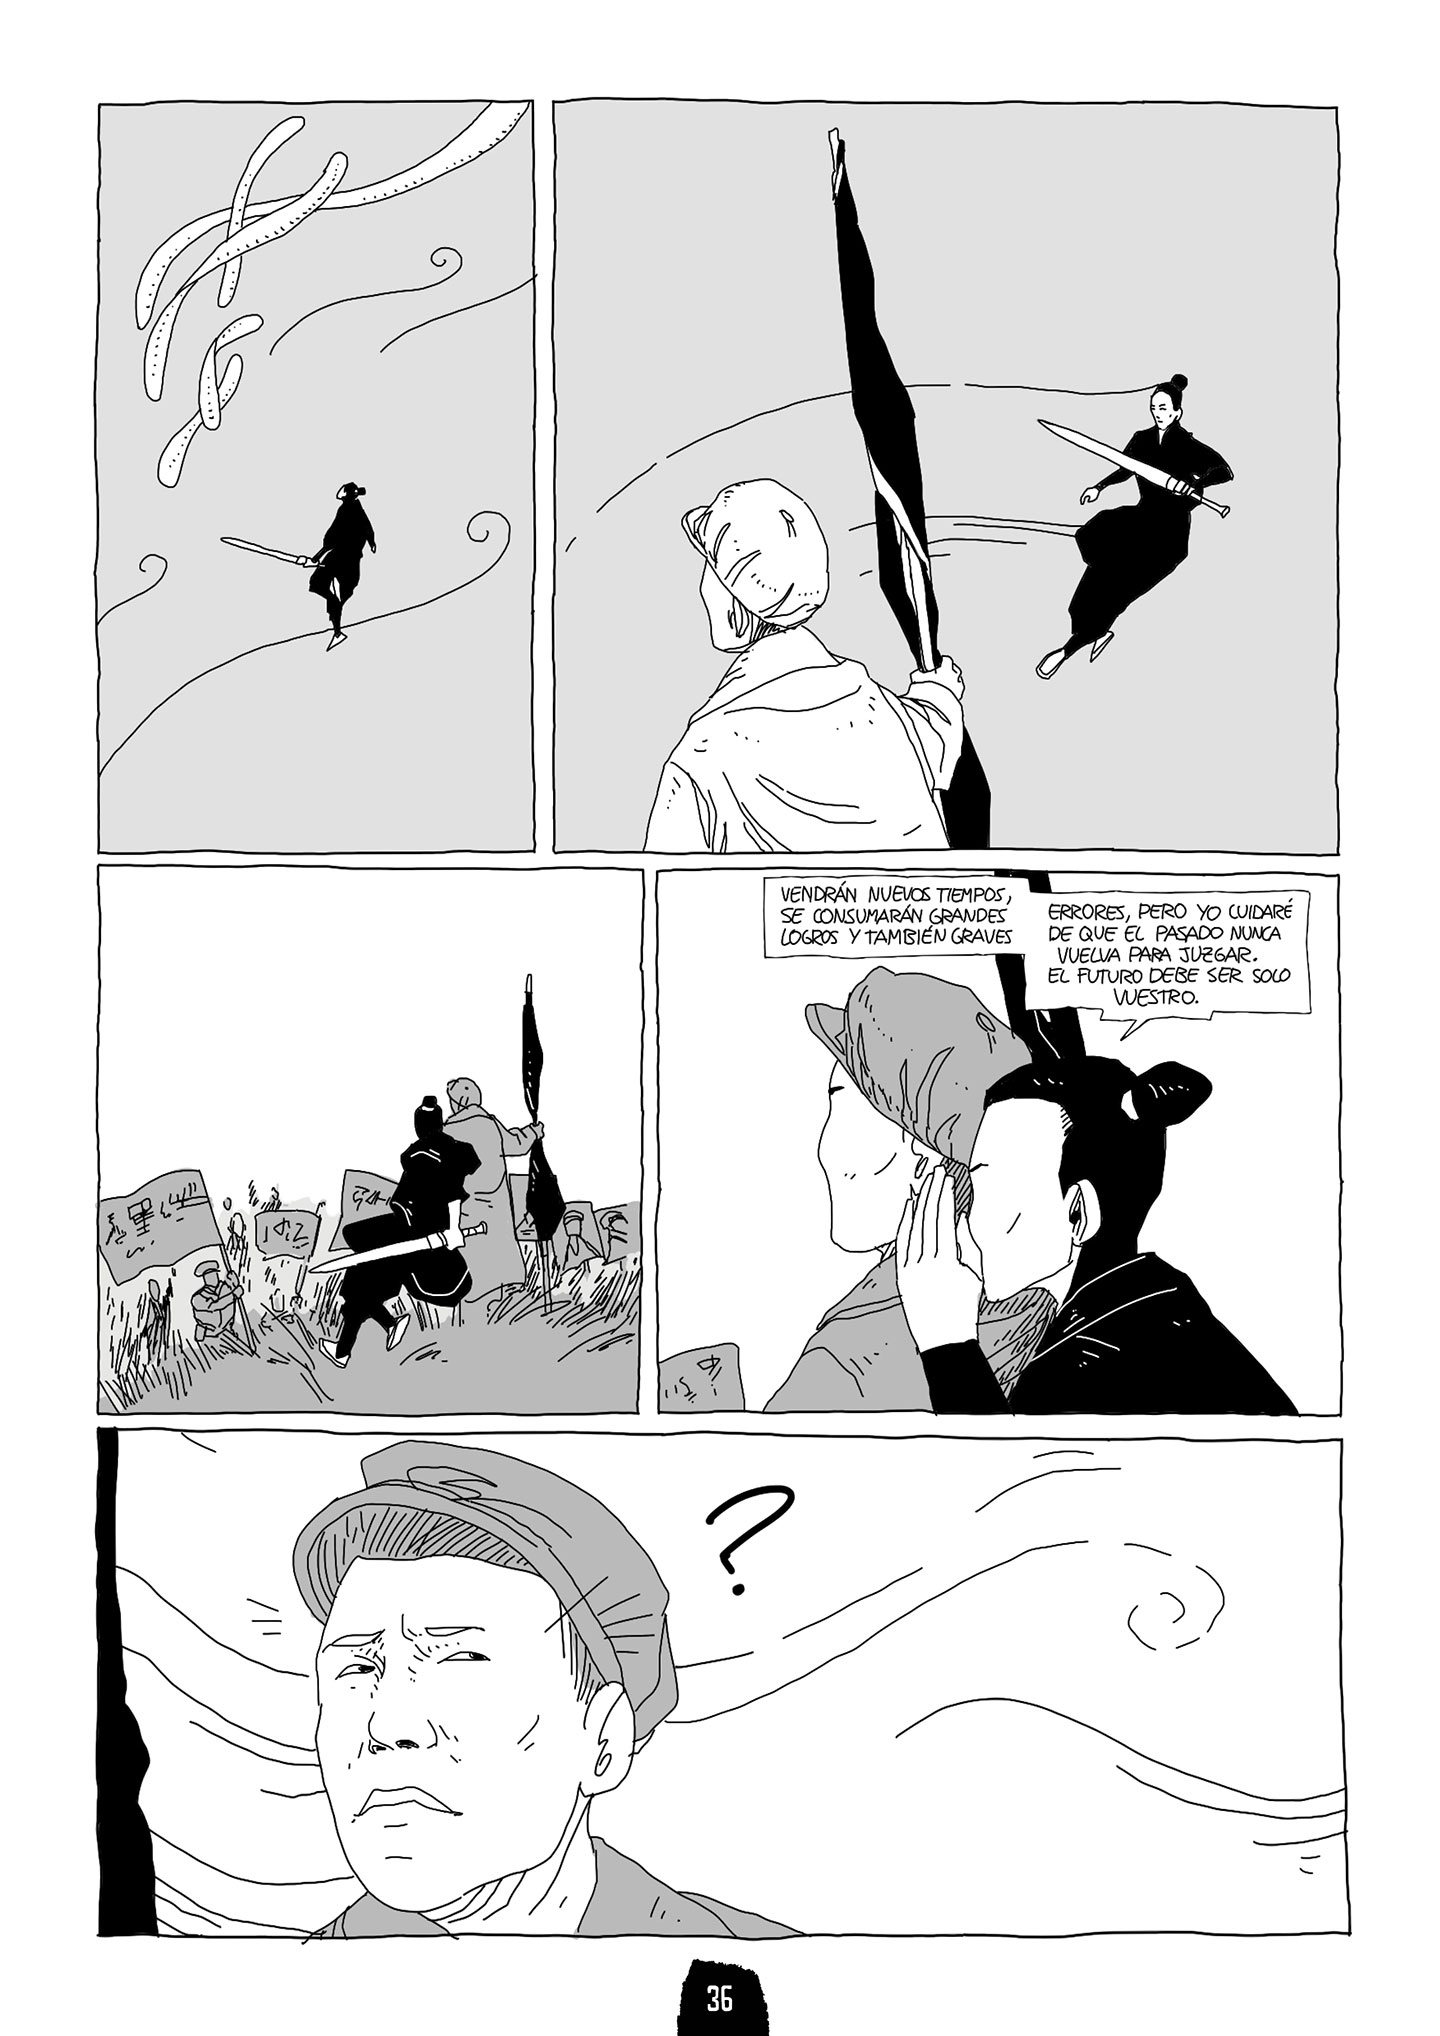 VENDRÁN NUEVOS TIEMPOS,
SE CONSUMARÁN GRANDES
LOGROS Y TAMBIÉN GRAVES
ERRORES, PERO YO CUIDARÉ
DE QUE EL PASADO NUNCA
VUELVA PARA JUZGAR.
EL FUTURO DEBE SER SOLO
VUESTRO.
?
36